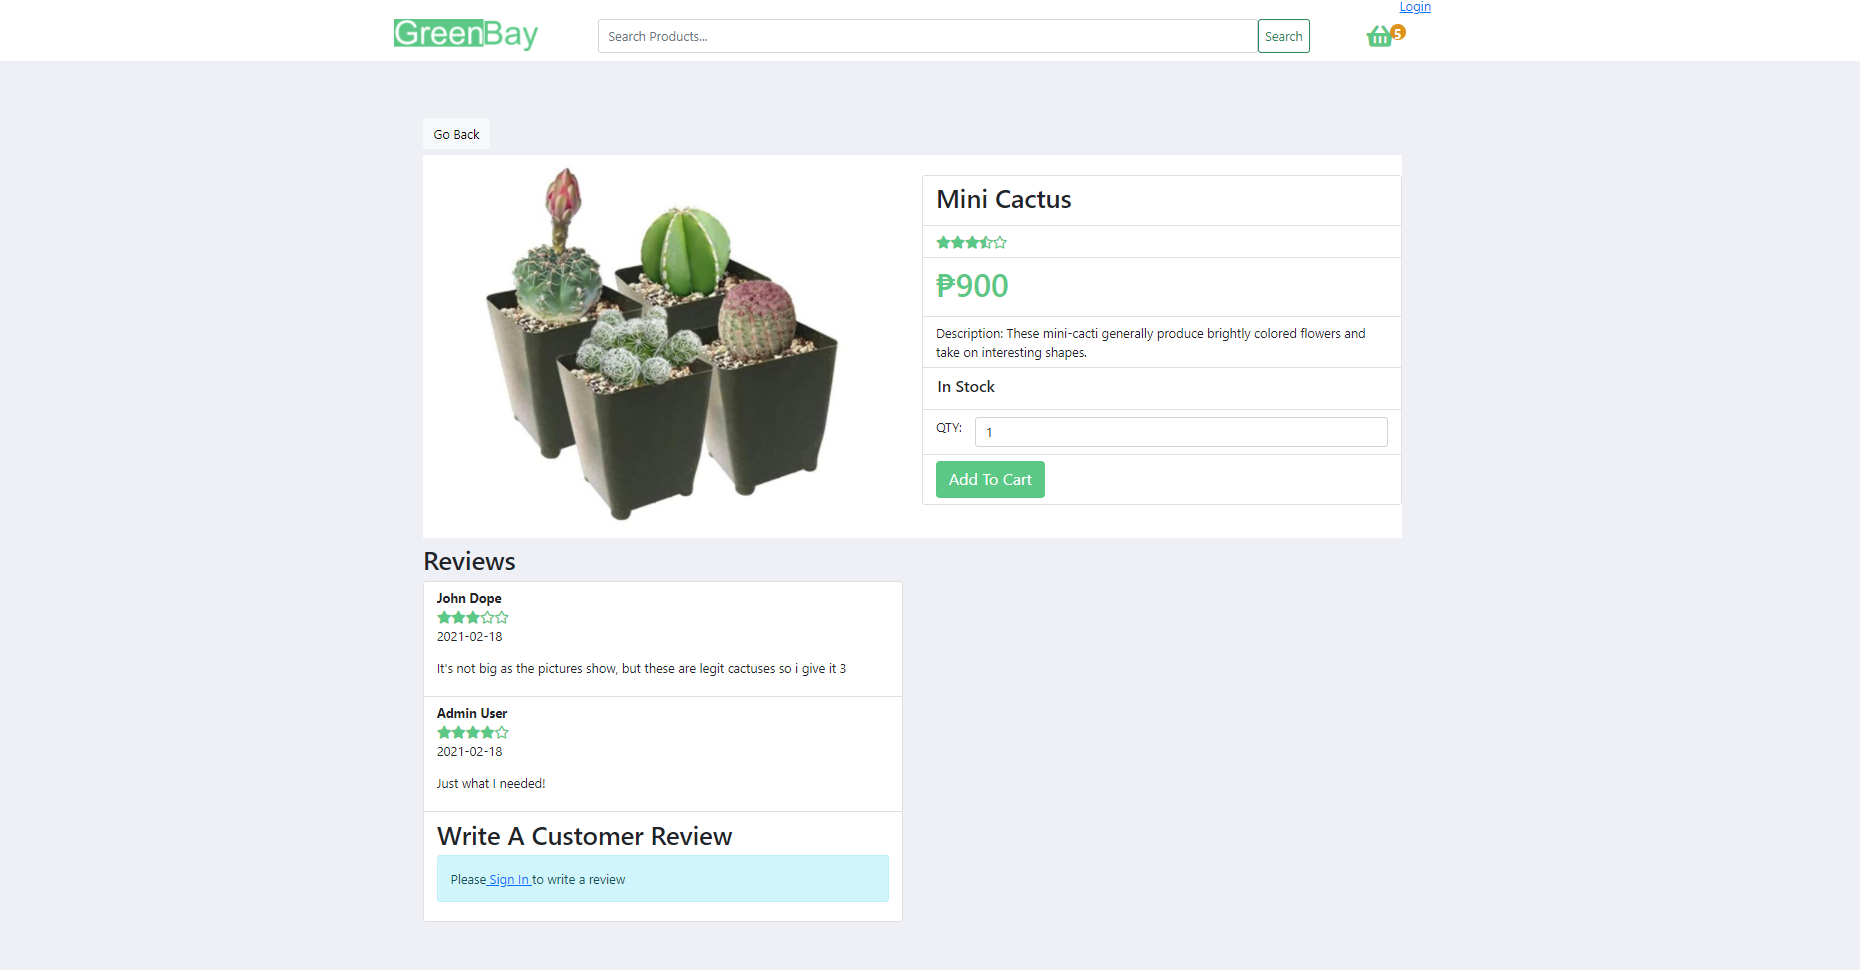 Login
GreenBay
Search Products...
Search
5
Go Back
Mini Cactus
₱900
Description: These mini-cacti generally produce brightly colored flowers and
take on interesting shapes.
In Stock
QTY:
1
Add To Cart
Reviews
John Dope
2021-02-18
It's not big as the pictures show, but these are legit cactuses so i give it 3
Admin User
2021-02-18
Just what I needed!
Write A Customer Review
Please Sign In to write a review